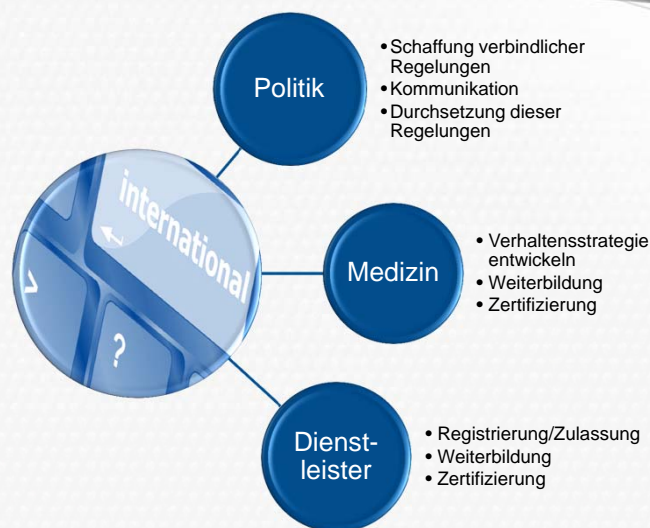 Politik
• Schaffung verbindlicher
Regelungen
• Kommunikation
• Durchsetzung dieser
Regelungen
international
?
Medizin
• Verhaltensstrategie
entwickeln
• Weiterbildung
• Zertifizierung
Dienst-
leister
• Registrierung/Zulassung
• Weiterbildung
• Zertifizierung